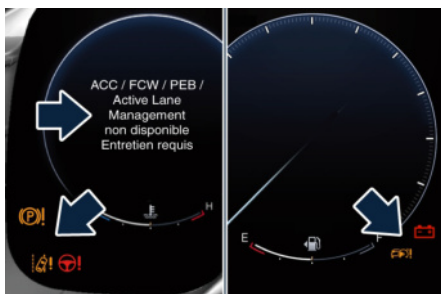 ACC / FCW / PEB /
Active Lane
Management
non disponible
Entretien requis
H
E
F